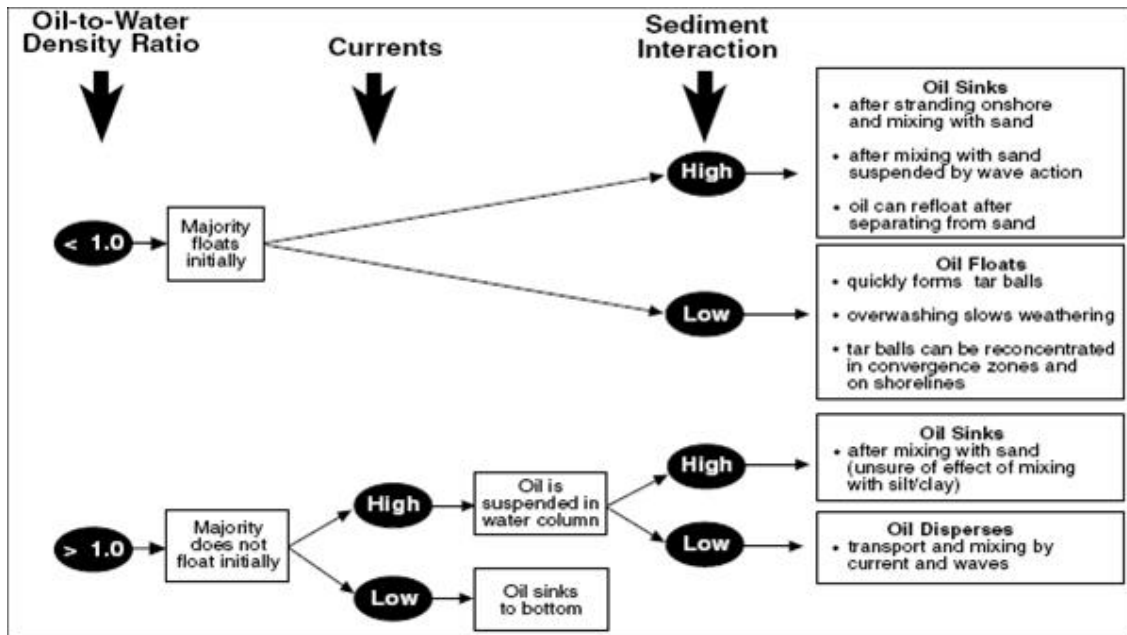 Oil-to-Water
Density Ratio
Currents
Sediment
Interaction
< 1.0
Majority
floats
initially
High
Oil Sinks
• after stranding onshore
and mixing with sand
• after mixing with sand
suspended by wave action
• oil can refloat after
separating from sand
Low
Oil Floats
• quickly forms tar balls
• overwashing slows weathering
• tar balls can be reconcentrated
in convergence zones and
on shorelines
> 1.0
Majority
does not
float initially
High
Oil is
suspended in
water column
High
Oil Sinks
• after mixing with sand
(unsure of effect of mixing
with silt/clay)
Low
Oil Disperses
• transport and mixing by
current and waves
Low
Oil sinks
to bottom